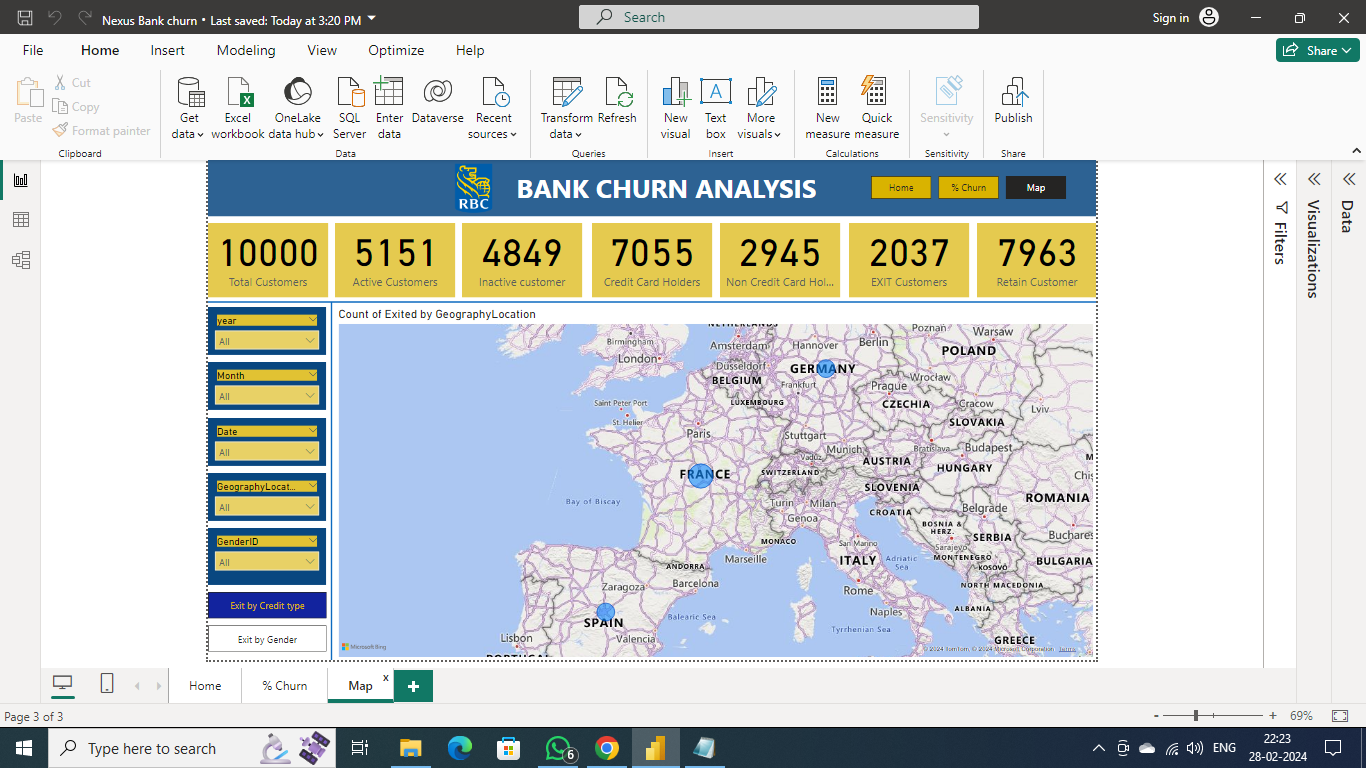 Nexus Bank churn • Last saved: Today at 3:20 PM
Search
Sign in
File Home Insert Modeling View Optimize Help
Share
Paste
Cut
Copy
Format painter
Clipboard
Get data
Excel workbook
OneLake data hub
SQL Server
Enter data
Dataverse
Recent sources
Data
Transform data
Refresh
Queries
New visual
Text box
More visuals
Insert
New measure
Quick measure
Calculations
Sensitivity
Sensitivity
Publish
Share
RBC
BANK CHURN ANALYSIS
Home
% Churn
Map
10000
Total Customers
5151
Active Customers
4849
Inactive customer
7055
Credit Card Holders
2945
Non Credit Card Hol...
2037
EXIT Customers
7963
Retain Customer
Filters
Visualizations
Data
year
All
Month
All
Date
All
GeographyLocat...
All
GenderID
All
Exit by Credit type
Exit by Gender
Count of Exited by GeographyLocation
NETHERLANDS
Poznań
Warsaw
Birmingham
Amsterdam
Hannover
Berlin
POLAND
London
Düsseldorf
GERMANY
BELGIUM
Wrocław
Frankfurt
Prague
LUXEMBOURG
Saint Peter Port
CZECHIA
Cracow
Lviv
St. Helier
SLOVAKIA
Paris
Stuttgart
Munich
Bratislava
Budapest
Vaduz
AUSTRIA
HUNGARY
FRANCE
SWITZERLAND
SLOVENIA
Bay of Biscay
Turin
Milan
ROMANIA
CROATIA
Belgrade
Genoa
BOSNIA & HERZ.
SERBIA
MONACO
San Marino
Sarajevo
Marseille
ITALY
Adriatic Sea
MONTENEGRO
KOSOVO
BULGARIA
ANDORRA
Barcelona
Zaragoza
Rome
NORTH MACEDONIA
Naples
ALBANIA
SPAIN
Balearic Sea
Tyrrhenian Sea
Lisbon
Valencia
GREECE
PORTUGAL
Microsoft Bing
© 2024 TomTom, © 2024 Microsoft Corporation Terms
Home
% Churn
Map
x
Page 3 of 3
69%
Type here to search
6
ENG
22:23
28-02-2024